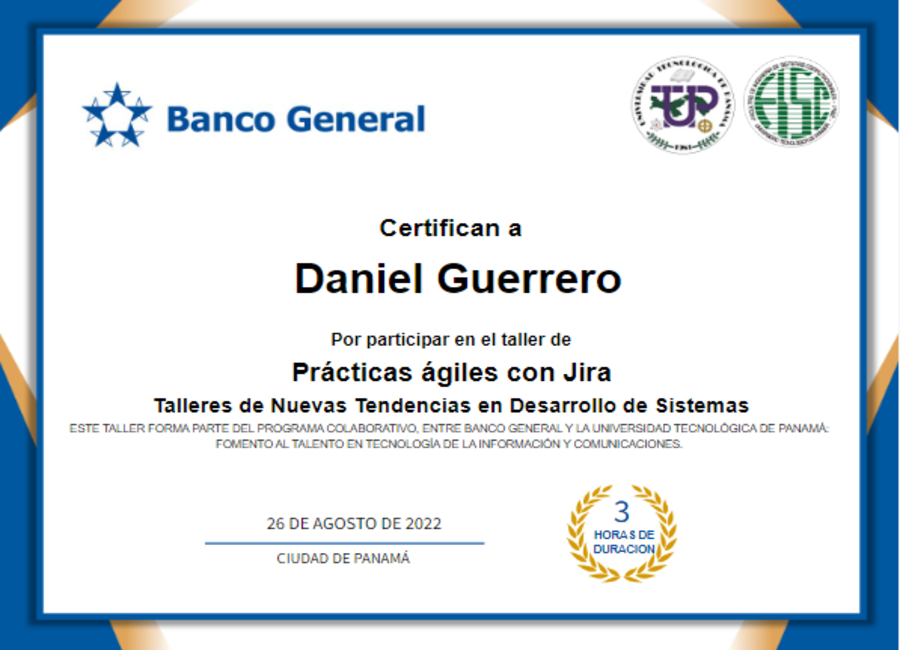 Banco General
UNIVERSIDAD TECNOLÓGICA DE PANAMÁ
UTP
1981
FISC
Certifican a
Daniel Guerrero
Por participar en el taller de
Prácticas ágiles con Jira
Talleres de Nuevas Tendencias en Desarrollo de Sistemas
ESTE TALLER FORMA PARTE DEL PROGRAMA COLABORATIVO, ENTRE BANCO GENERAL Y LA UNIVERSIDAD TECNOLÓGICA DE PANAMÁ:
FOMENTO AL TALENTO EN TECNOLOGÍA DE LA INFORMACIÓN Y COMUNICACIONES.
26 DE AGOSTO DE 2022
CIUDAD DE PANAMÁ
3
HORAS DE
DURACION